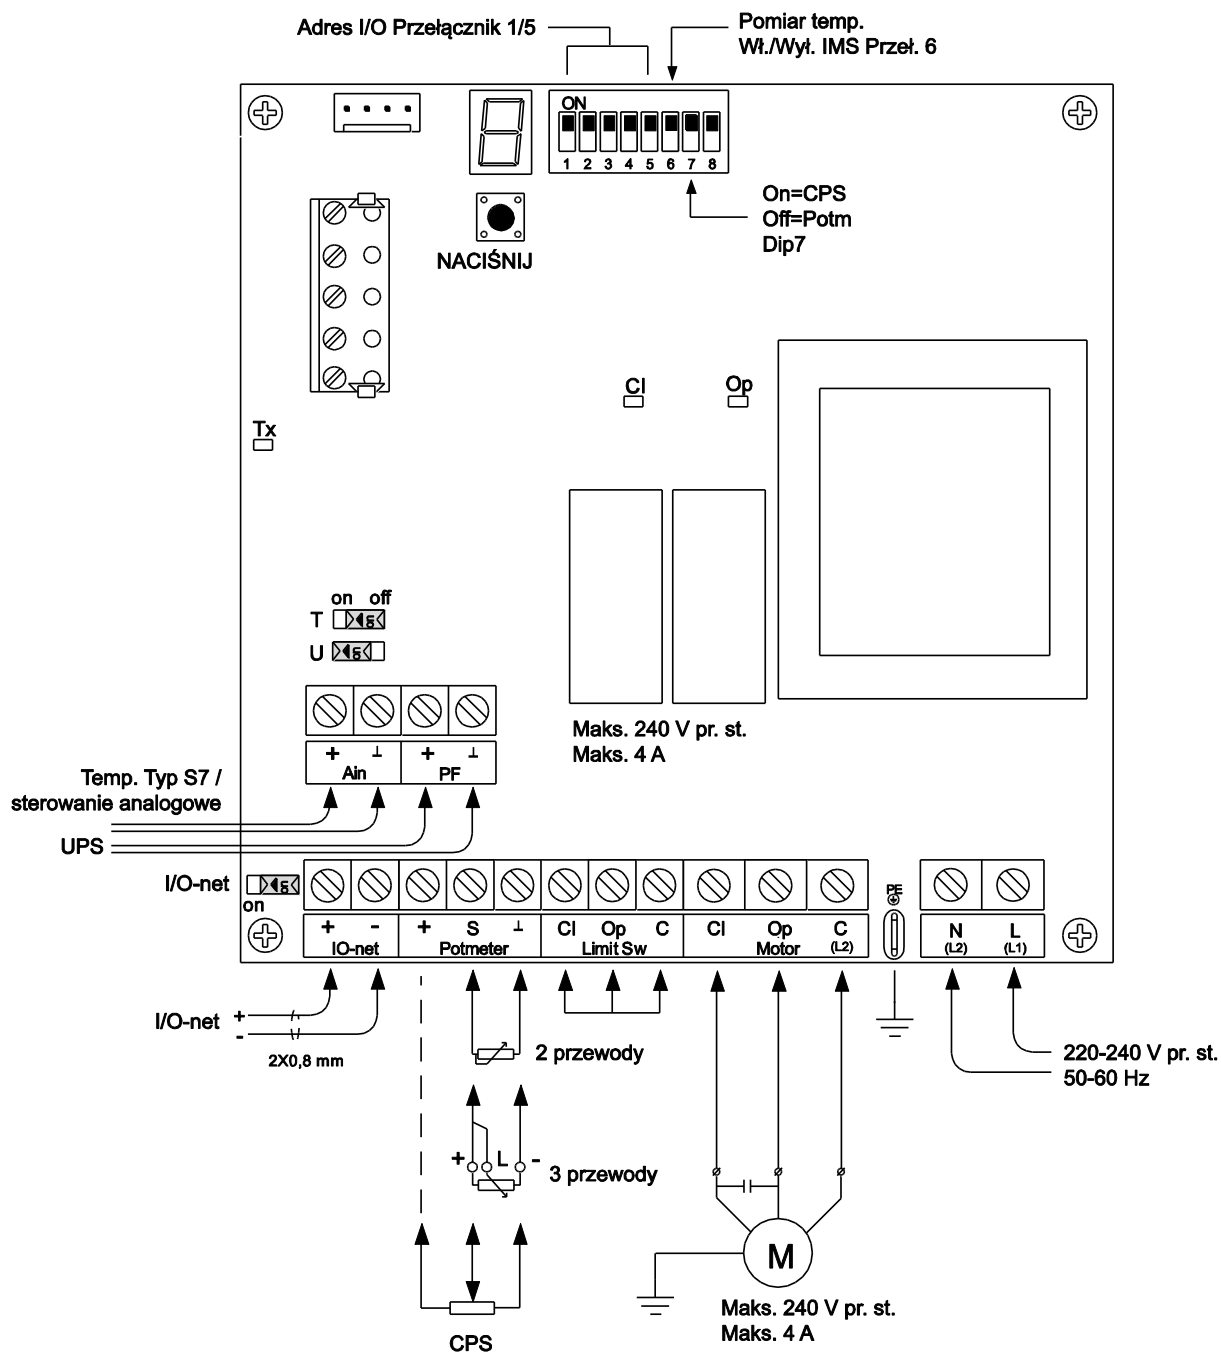 Adres I/O Przełącznik 1/5
Pomiar temp.
Wł./Wył. IMS Przeł. 6
ON
1 2 3 4 5 6 7 8
On=CPS
Off=Potm
Dip7
NACIŚNIJ
Cl
Op
Tx
on off
T
on
U
on
Maks. 240 V pr. st.
Maks. 4 A
+ ⊥ + ⊥
Ain PF
Temp. Typ S7 /
sterowanie analogowe
UPS
I/O-net
on
on
PE
+ - + S ⊥ Cl Op C Cl Op C N L
IO-net Potmeter Limit Sw Motor (L2) (L2) (L1)
I/O-net
+
-
2X0,8 mm
2 przewody
220-240 V pr. st.
50-60 Hz
+ L -
3 przewody
M
Maks. 240 V pr. st.
Maks. 4 A
CPS